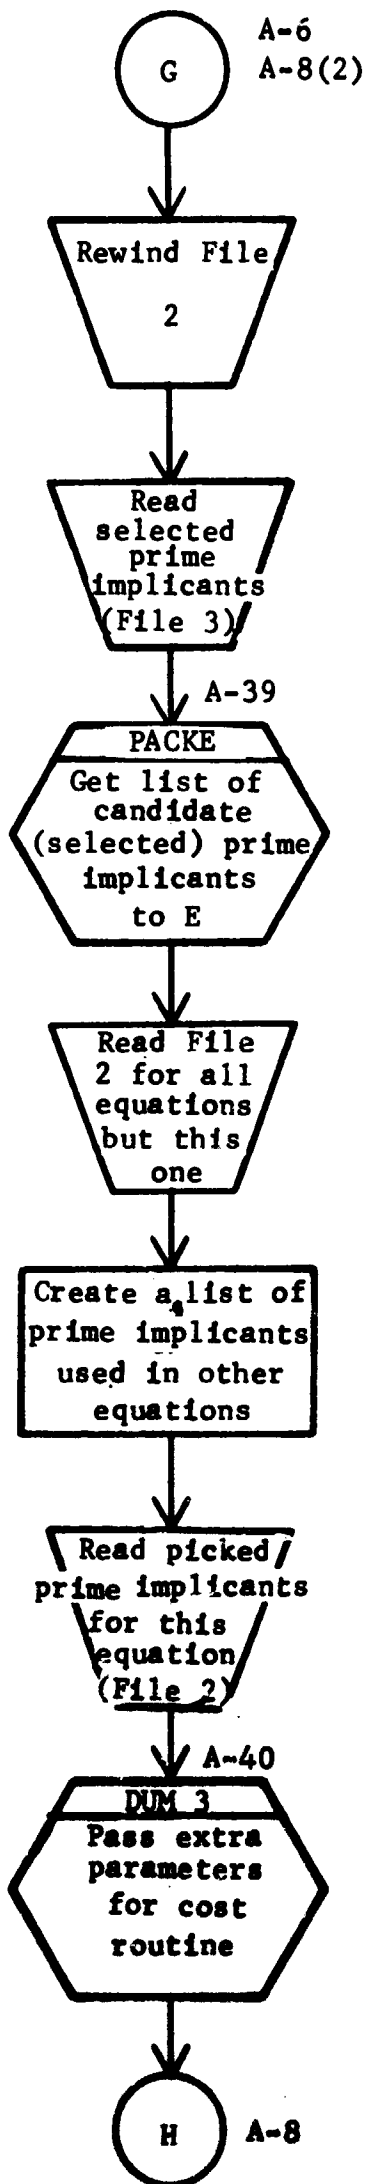 A-6
G
A-8(2)
Rewind File
2
Read
selected
prime
implicants
(File 3)
A-39
PACKE
Get list of
candidate
(selected) prime
implicants
to E
Read File
2 for all
equations
but this
one
Create a list of
prime implicants
used in other
equations
Read picked
prime implicants
for this
equation
(File 2)
A-40
DUM 3
Pass extra
parameters
for cost
routine
H
A-8